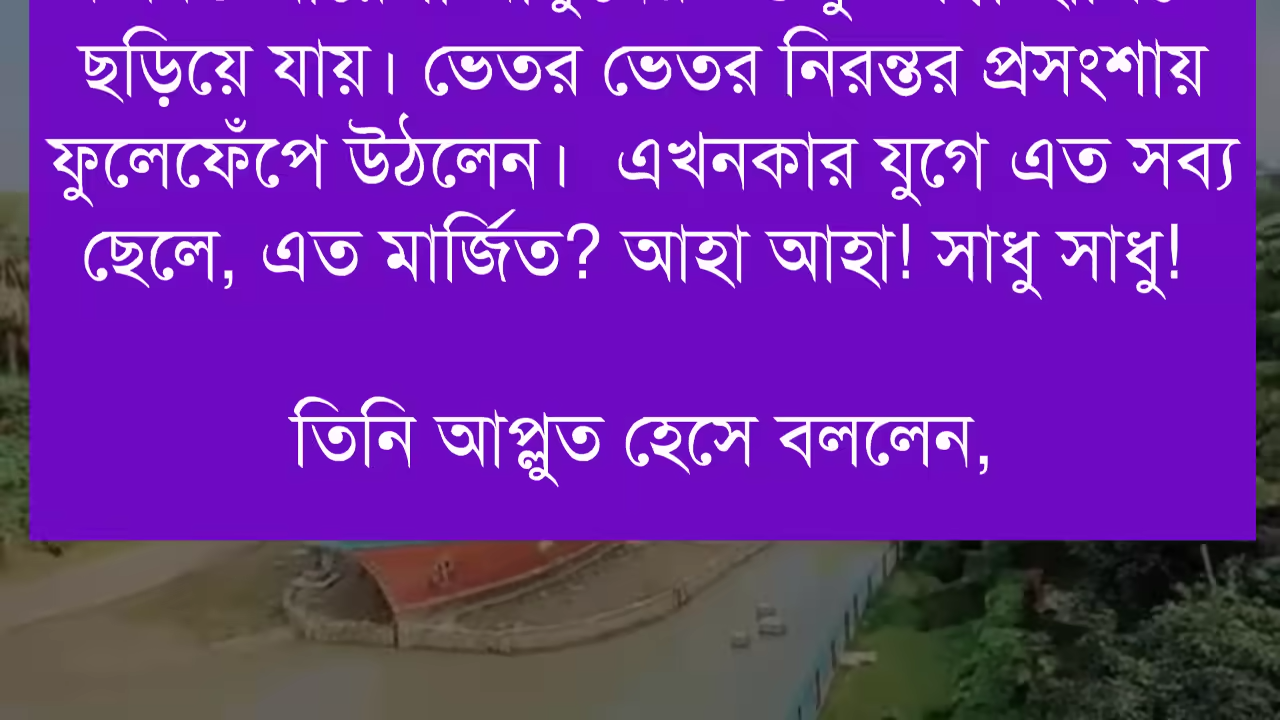 ছড়িয়ে যায়। ভেতর ভেতর নিরন্তর প্রসংশায়
ফুলেফেঁপে উঠলেন। এখনকার যুগে এত সব্য
ছেলে, এত মার্জিত? আহা আহা! সাধু সাধু!
তিনি আপ্লুত হেসে বললেন,